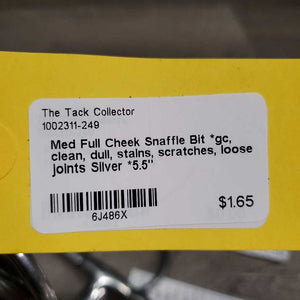 The Tack Collector
1002311-249
Med Full Cheek Snaffle Bit *gc,
clean, dull, stains, scratches, loose
joints Silver *5.5"
6J486X
$1.65